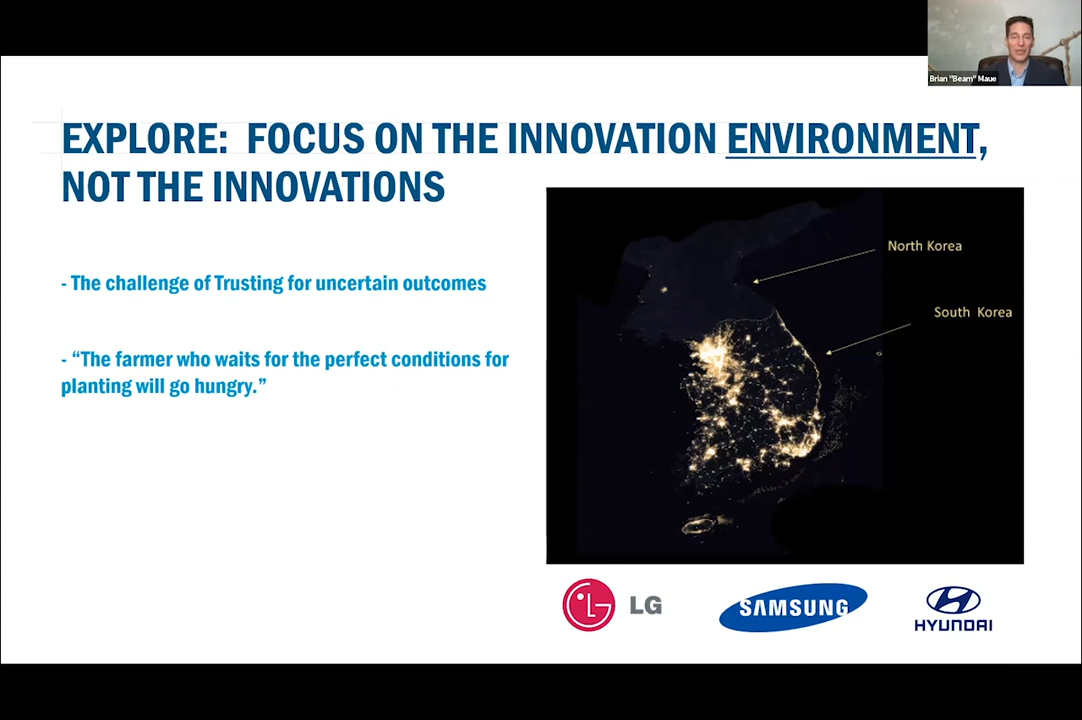 Brian "Beam" Maue
EXPLORE: FOCUS ON THE INNOVATION ENVIRONMENT,
NOT THE INNOVATIONS
- The challenge of Trusting for uncertain outcomes
- “The farmer who waits for the perfect conditions for
planting will go hungry.”
North Korea
South Korea
LG
SAMSUNG
HYUNDAI